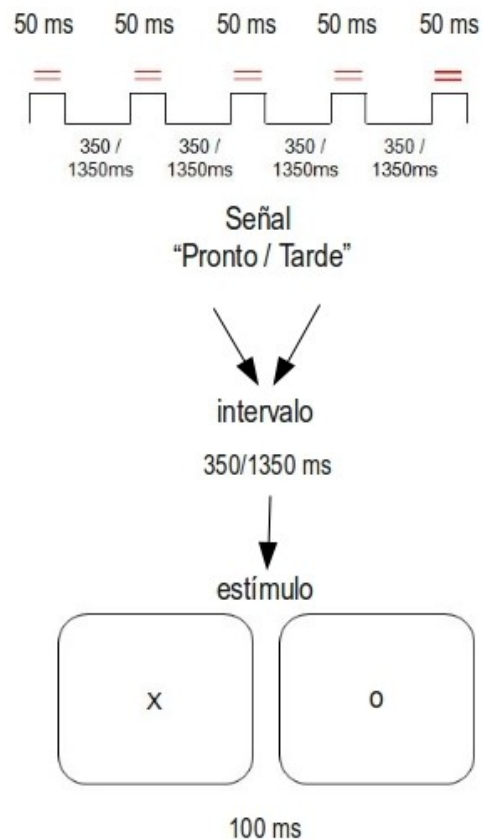 50 ms 50 ms 50 ms 50 ms 50 ms
350 / 350 / 350 / 350 /
1350ms 1350ms 1350ms 1350ms
Señal
“Pronto / Tarde”
intervalo
350/1350 ms
estímulo
x o
100 ms